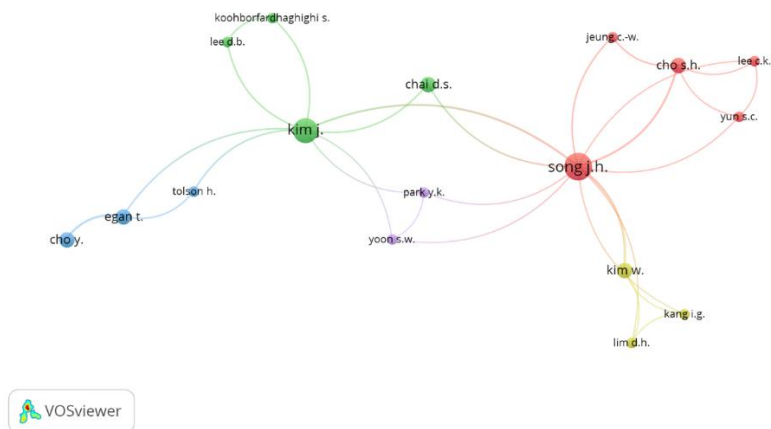 koohborfardhaghighi s.
lee d.b.
jeung c.-w.
cho s.h.
lee c.k.
chai d.s.
yun s.c.
kim j.
song j.h.
tolson h.
park y.k.
egan t.
cho y.
yoon s.w.
kim w.
kang i.g.
lim d.h.
VOSviewer